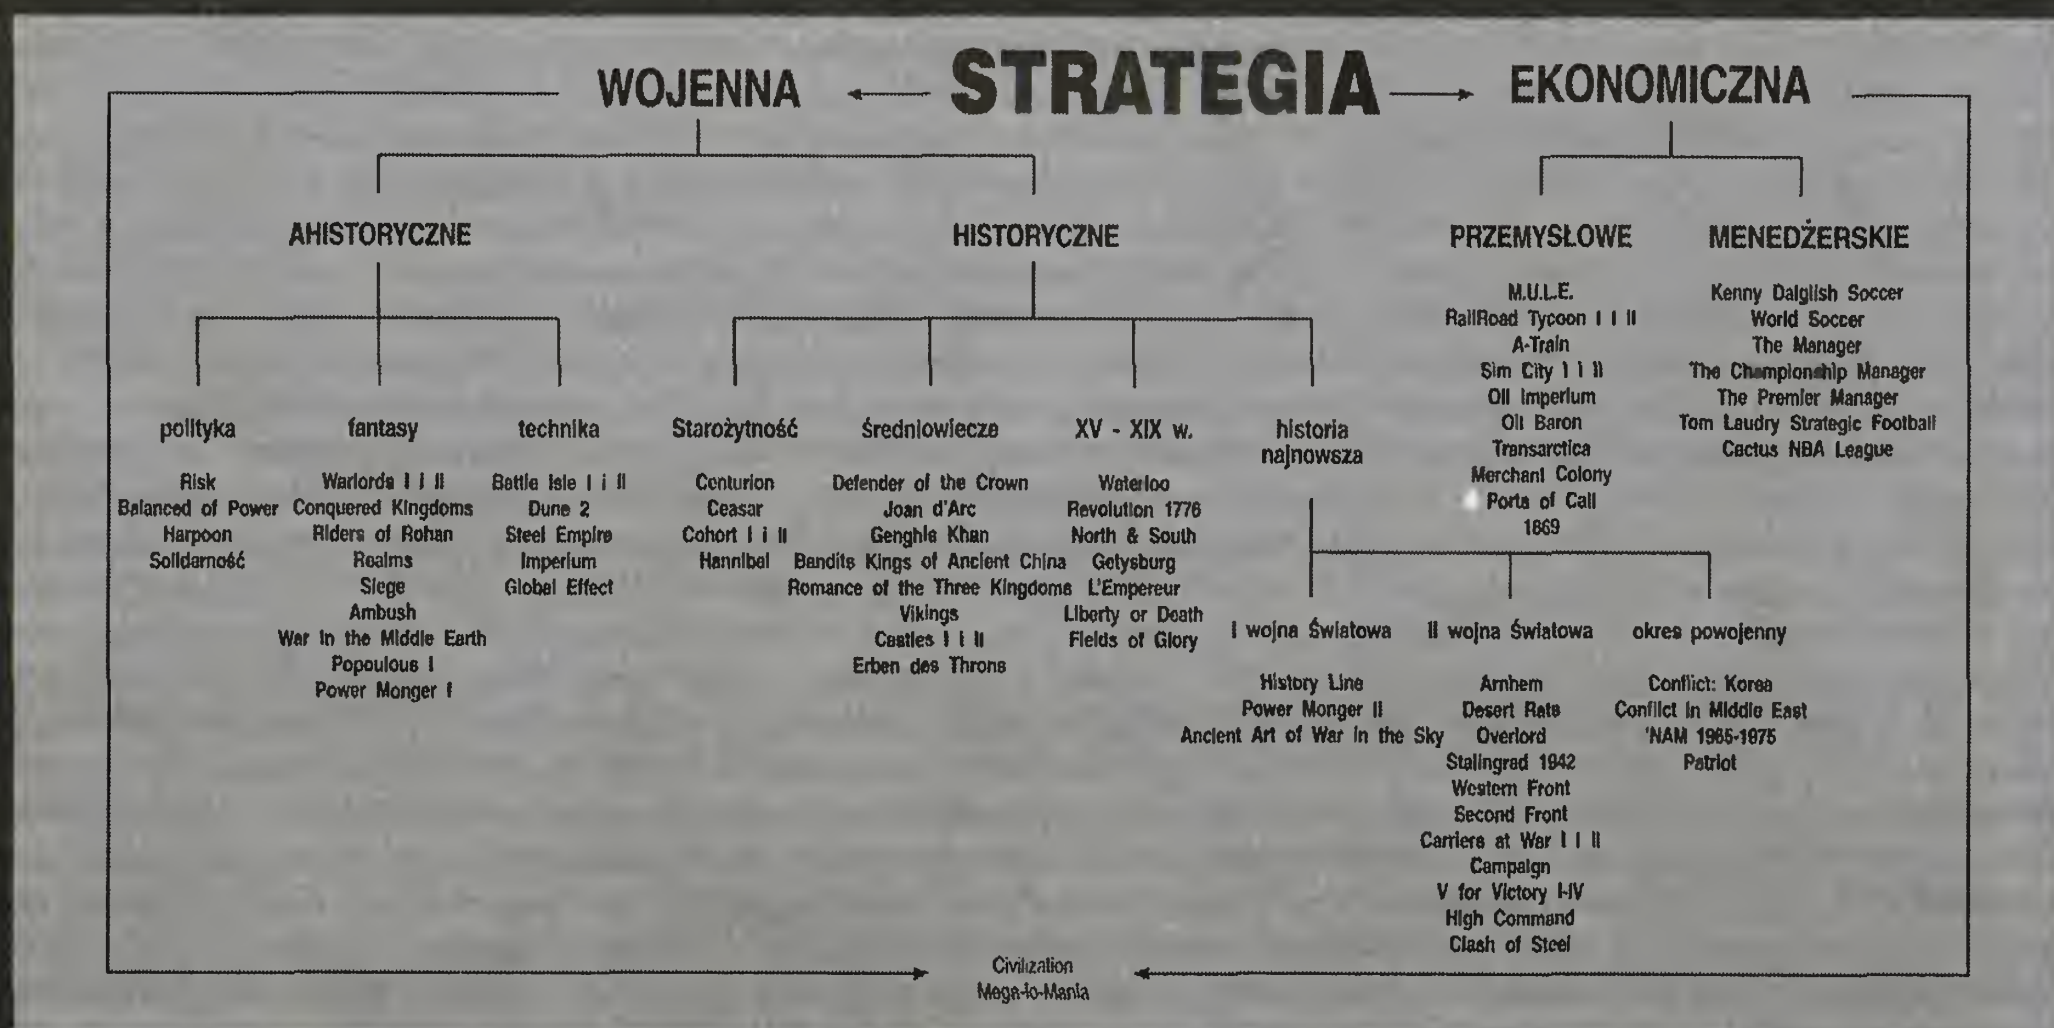 STRATEGIA
WOJENNA
EKONOMICZNA
AHISTORYCZNE
HISTORYCZNE
PRZEMYSŁOWE
MENEDŻERSKIE
polityka
Risk
Balanced of Power
Harpoon
Solidarność
fantasy
Warlords I i II
Conquered Kingdoms
Riders of Rohan
Realms
Siege
Ambush
War in the Middle Earth
Popoulous I
Power Monger I
technika
Battle Isle I i II
Dune 2
Steel Empire
Imperium
Global Effect
Starożytność
Centurion
Ceasar
Cohort I i II
Hannibal
średniowiecze
Defender of the Crown
Joan d'Arc
Genghis Khan
Bandits Kings of Ancient China
Romance of the Three Kingdoms
Vikings
Castles I i II
Erben des Throns
XV - XIX w.
Waterloo
Revolution 1776
North & South
Getysburg
L'Empereur
Liberty or Death
Fields of Glory
historia
najnowsza
I wojna Światowa
History Line
Power Monger II
Ancient Art of War in the Sky
II wojna Światowa
Arnhem
Desert Rats
Overlord
Stalingrad 1942
Western Front
Second Front
Carriers at War I i II
Campaign
V for Victory I-IV
High Command
Clash of Steel
okres powojenny
Conflict: Korea
Conflict in Middle East
'NAM 1965-1975
Patriot
M.U.L.E.
RailRoad Tycoon I i II
A-Train
Sim City I i II
Oil Imperium
Oil Baron
Transarctica
Merchant Colony
Ports of Call
1869
Kenny Dalglish Soccer
World Soccer
The Manager
The Championship Manager
The Premier Manager
Tom Laudry Strategic Football
Cactus NBA League
Civilization
Mega-lo-Mania